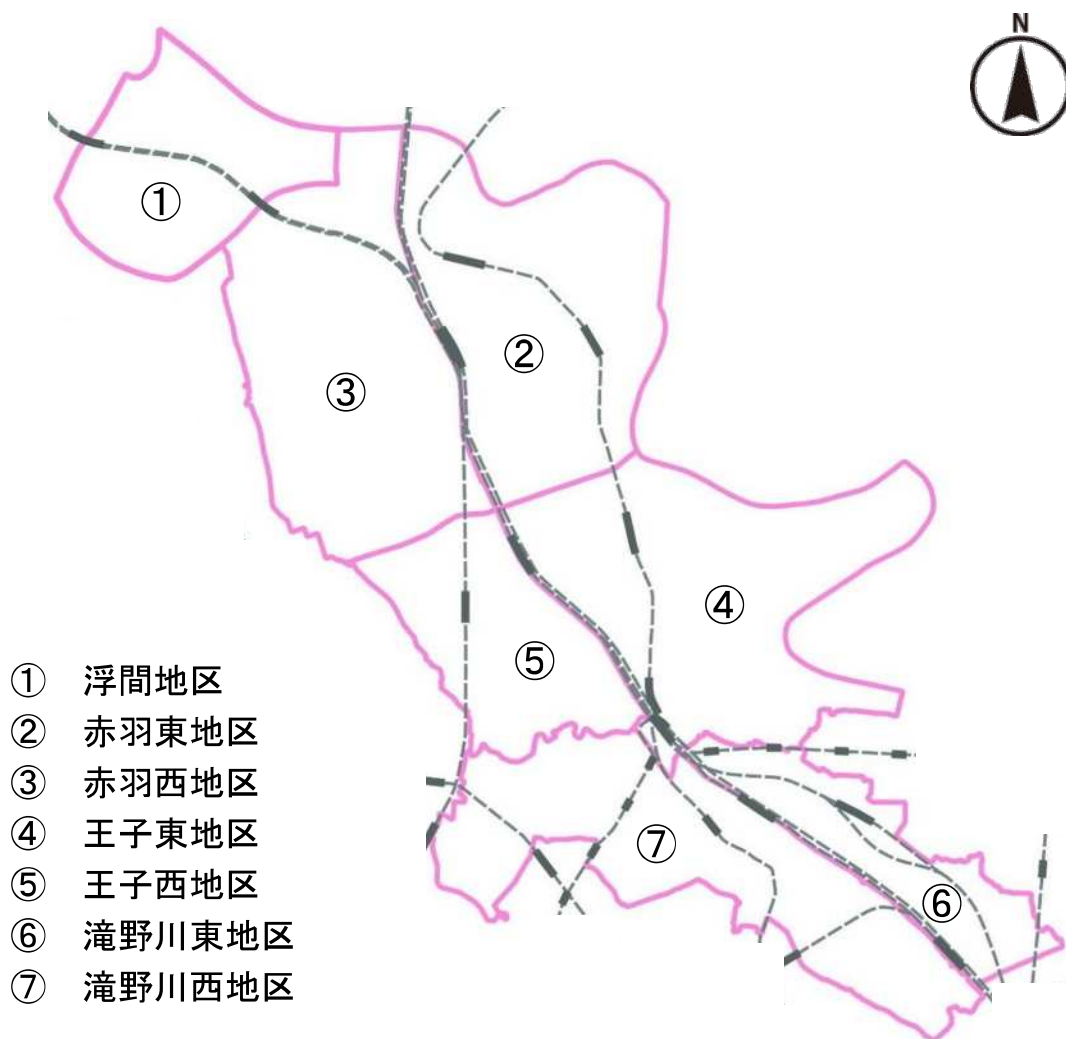 N
①
②
③
④
⑤
⑦
⑥
① 浮間地区
② 赤羽東地区
③ 赤羽西地区
④ 王子東地区
⑤ 王子西地区
⑥ 滝野川東地区
⑦ 滝野川西地区